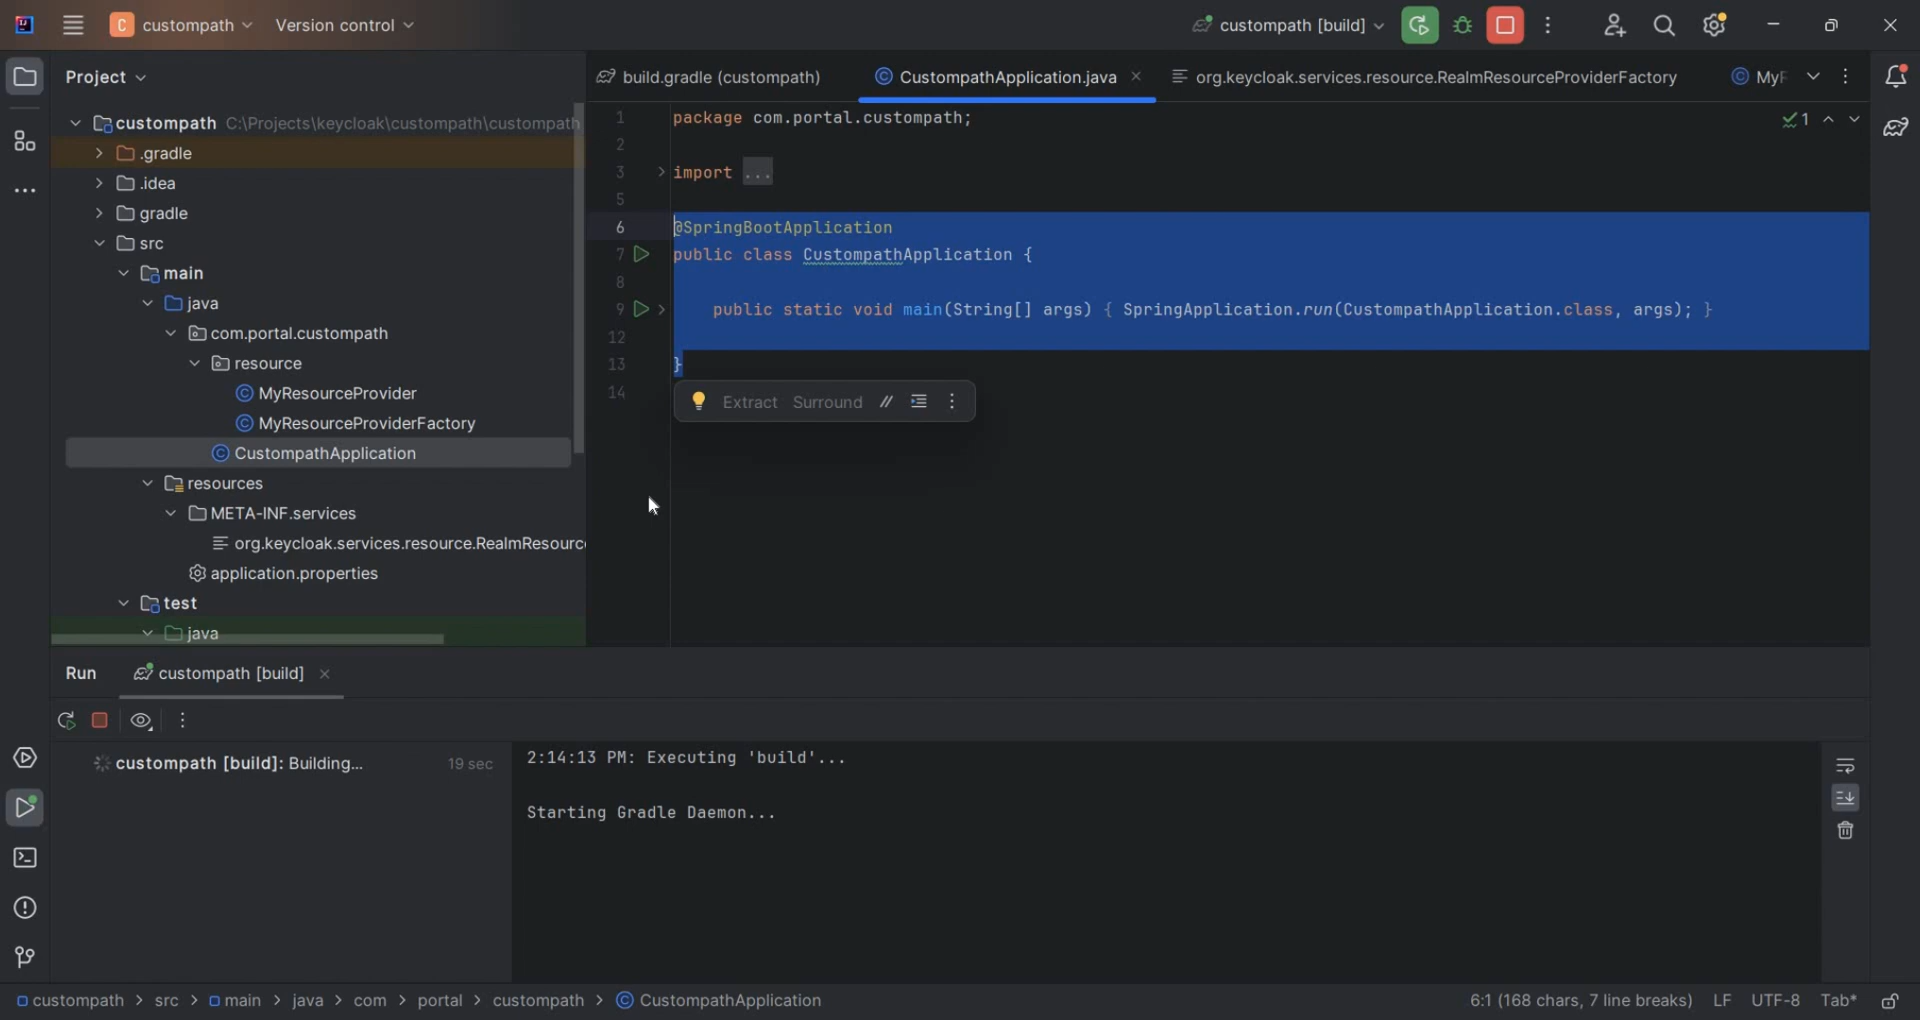 custompath
Version control
custompath [build]
Project
build.gradle (custompath)
CustompathApplication.java
org.keycloak.services.resource.RealmResourceProviderFactory
MyF
custompath C:\Projects\keycloak\custompath\custompath
.gradle
.idea
gradle
src
main
java
com.portal.custompath
resource
MyResourceProvider
MyResourceProviderFactory
CustompathApplication
resources
META-INF.services
org.keycloak.services.resource.RealmResourc
application.properties
test
java
1 package com.portal.custompath;
2
3 import ...
5
6 @SpringBootApplication
7 public class CustompathApplication {
8
9 public static void main(String[] args) { SpringApplication.run(CustompathApplication.class, args); }
12
13 }
14
1
Extract Surround
Run
custompath [build]
custompath [build]: Building... 19 sec
2:14:13 PM: Executing 'build'...
Starting Gradle Daemon...
custompath > src > main > java > com > portal > custompath > CustompathApplication
6:1 (168 chars, 7 line breaks) LF UTF-8 Tab*